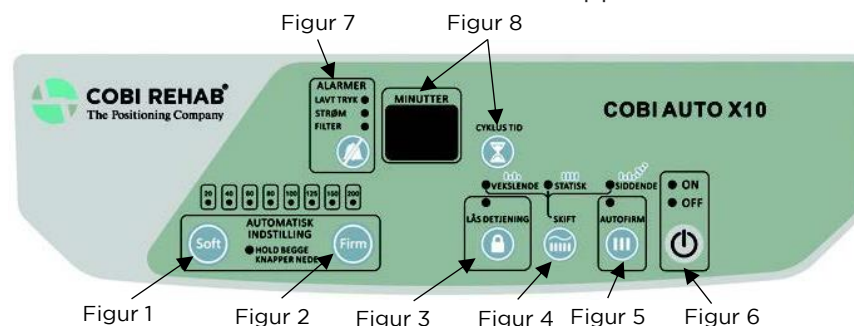 Figur 7
Figur 8
COBI REHAB®
The Positioning Company
ALARMER
LAVT TRYK
STRØM
FILTER
MINUTTER
CYKLUS TID
COBI AUTO X10
VEKSLENDE
STATISK
SIDDENDE
20 40 60 80 100 125 150 200
AUTOMATISK
INDSTILLING
Soft
HOLD BEGGE
KNAPPER NEDE
Firm
LÅS DETJENING
SKIFT
AUTOFIRM
ON
OFF
Figur 1
Figur 2
Figur 3
Figur 4
Figur 5
Figur 6